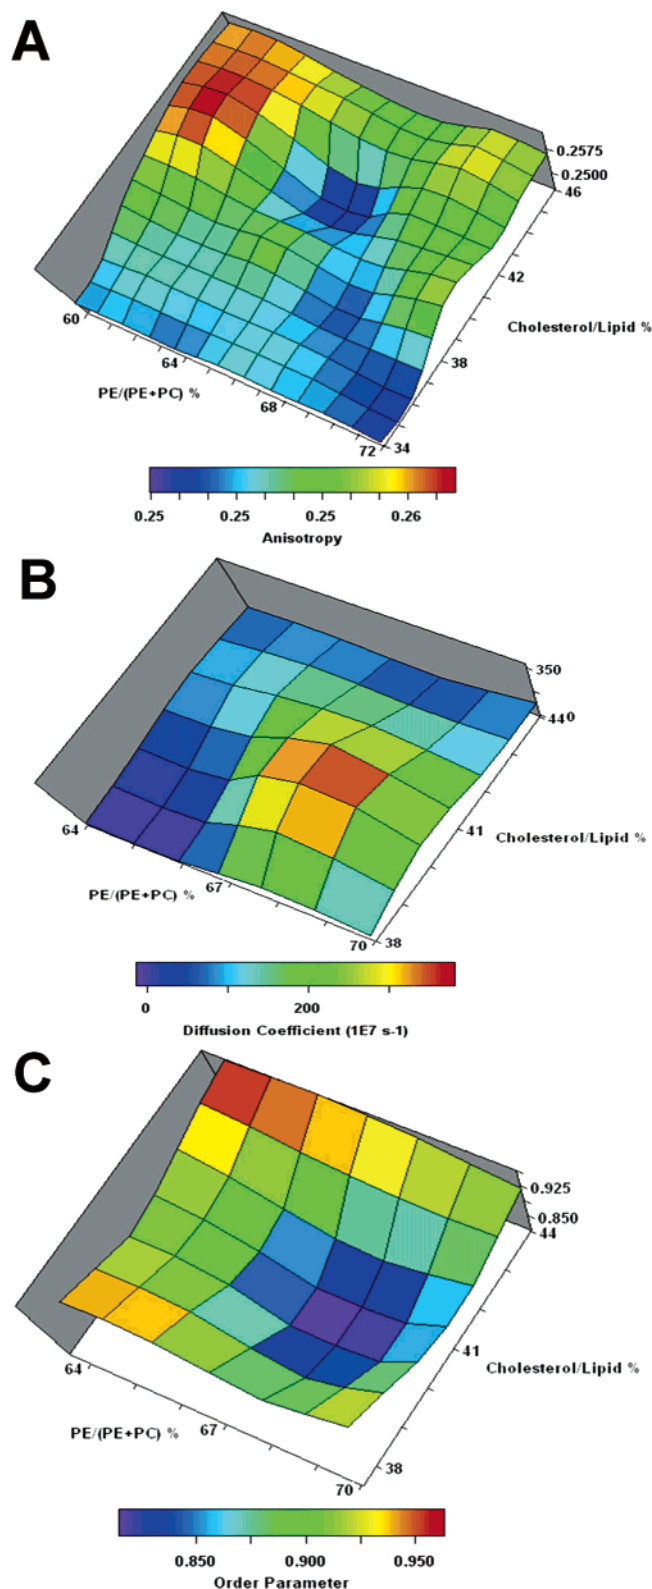 A
0.2575
0.2500
46
42
Cholesterol/Lipid %
38
34
60
64
PE/(PE+PC) %
68
72
0.25
0.25
0.25
0.26
Anisotropy
B
350
440
41
Cholesterol/Lipid %
38
64
PE/(PE+PC) %
67
70
0
200
Diffusion Coefficient (1E7 s-1)
C
0.925
0.850
44
41
Cholesterol/Lipid %
38
64
PE/(PE+PC) %
67
70
0.850
0.900
0.950
Order Parameter